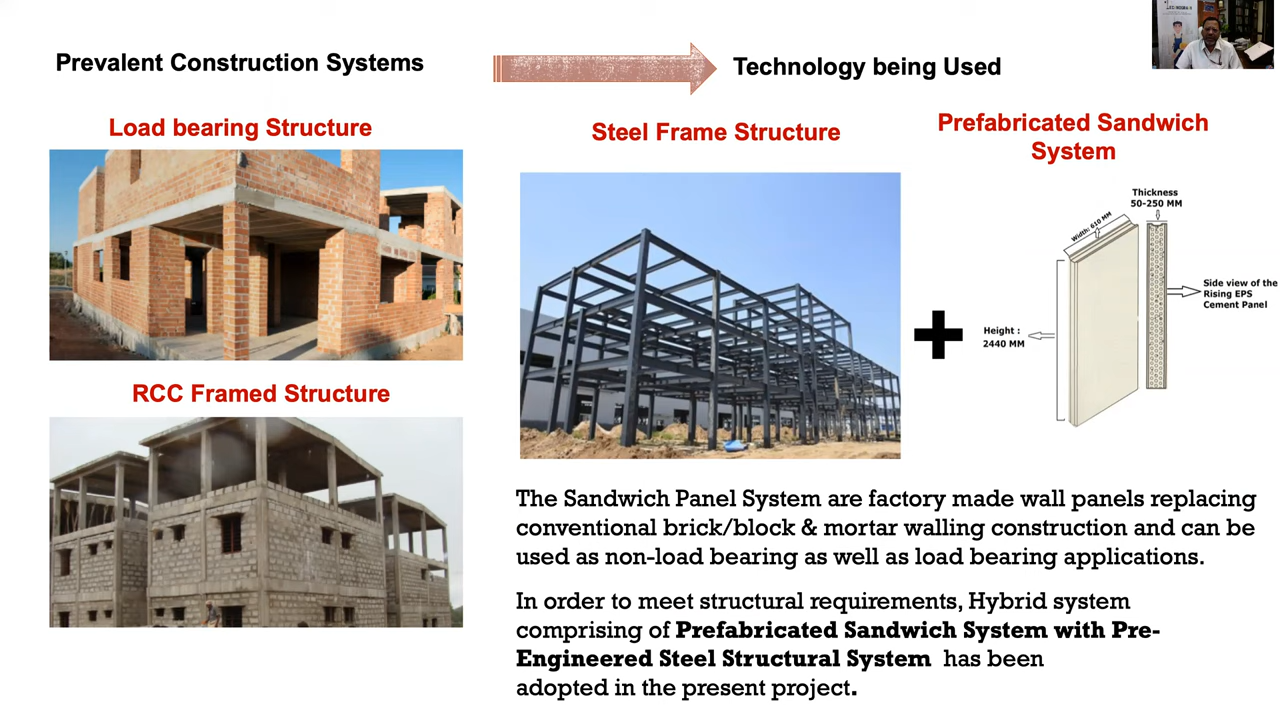 Prevalent Construction Systems
Technology being Used
Load bearing Structure
Steel Frame Structure
Prefabricated Sandwich
System
Thickness
50-250 MM
Width: 610 MM
Side view of the
Rising EPS
Cement Panel
Height :
2440 MM
RCC Framed Structure
The Sandwich Panel System are factory made wall panels replacing
conventional brick/block & mortar walling construction and can be
used as non-load bearing as well as load bearing applications.
In order to meet structural requirements, Hybrid system
comprising of Prefabricated Sandwich System with Pre-
Engineered Steel Structural System has been
adopted in the present project.